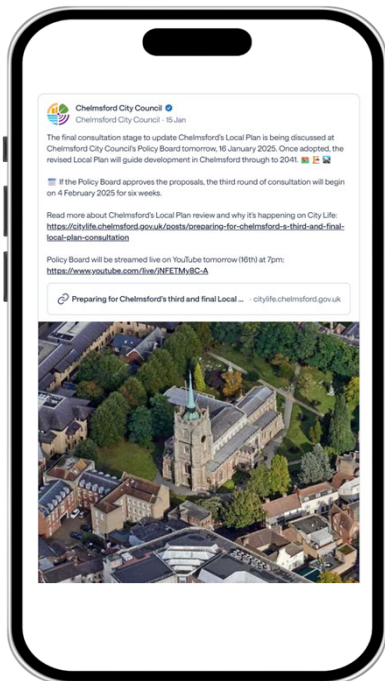 Chelmsford City Council
Chelmsford City Council · 15 Jan
The final consultation stage to update Chelmsford's Local Plan is being discussed at
Chelmsford City Council's Policy Board tomorrow, 16 January 2025. Once adopted, the
revised Local Plan will guide development in Chelmsford through to 2041.
If the Policy Board approves the proposals, the third round of consultation will begin
on 4 February 2025 for six weeks.
Read more about Chelmsford's Local Plan review and why it's happening on City Life:
https://citylife.chelmsford.gov.uk/posts/preparing-for-chelmsford-s-third-and-final-
local-plan-consultation
Policy Board will be streamed live on YouTube tomorrow (16th) at 7pm:
https://www.youtube.com/live/jNFETMy8C-A
Preparing for Chelmsford's third and final Local ... · citylife.chelmsford.gov.uk